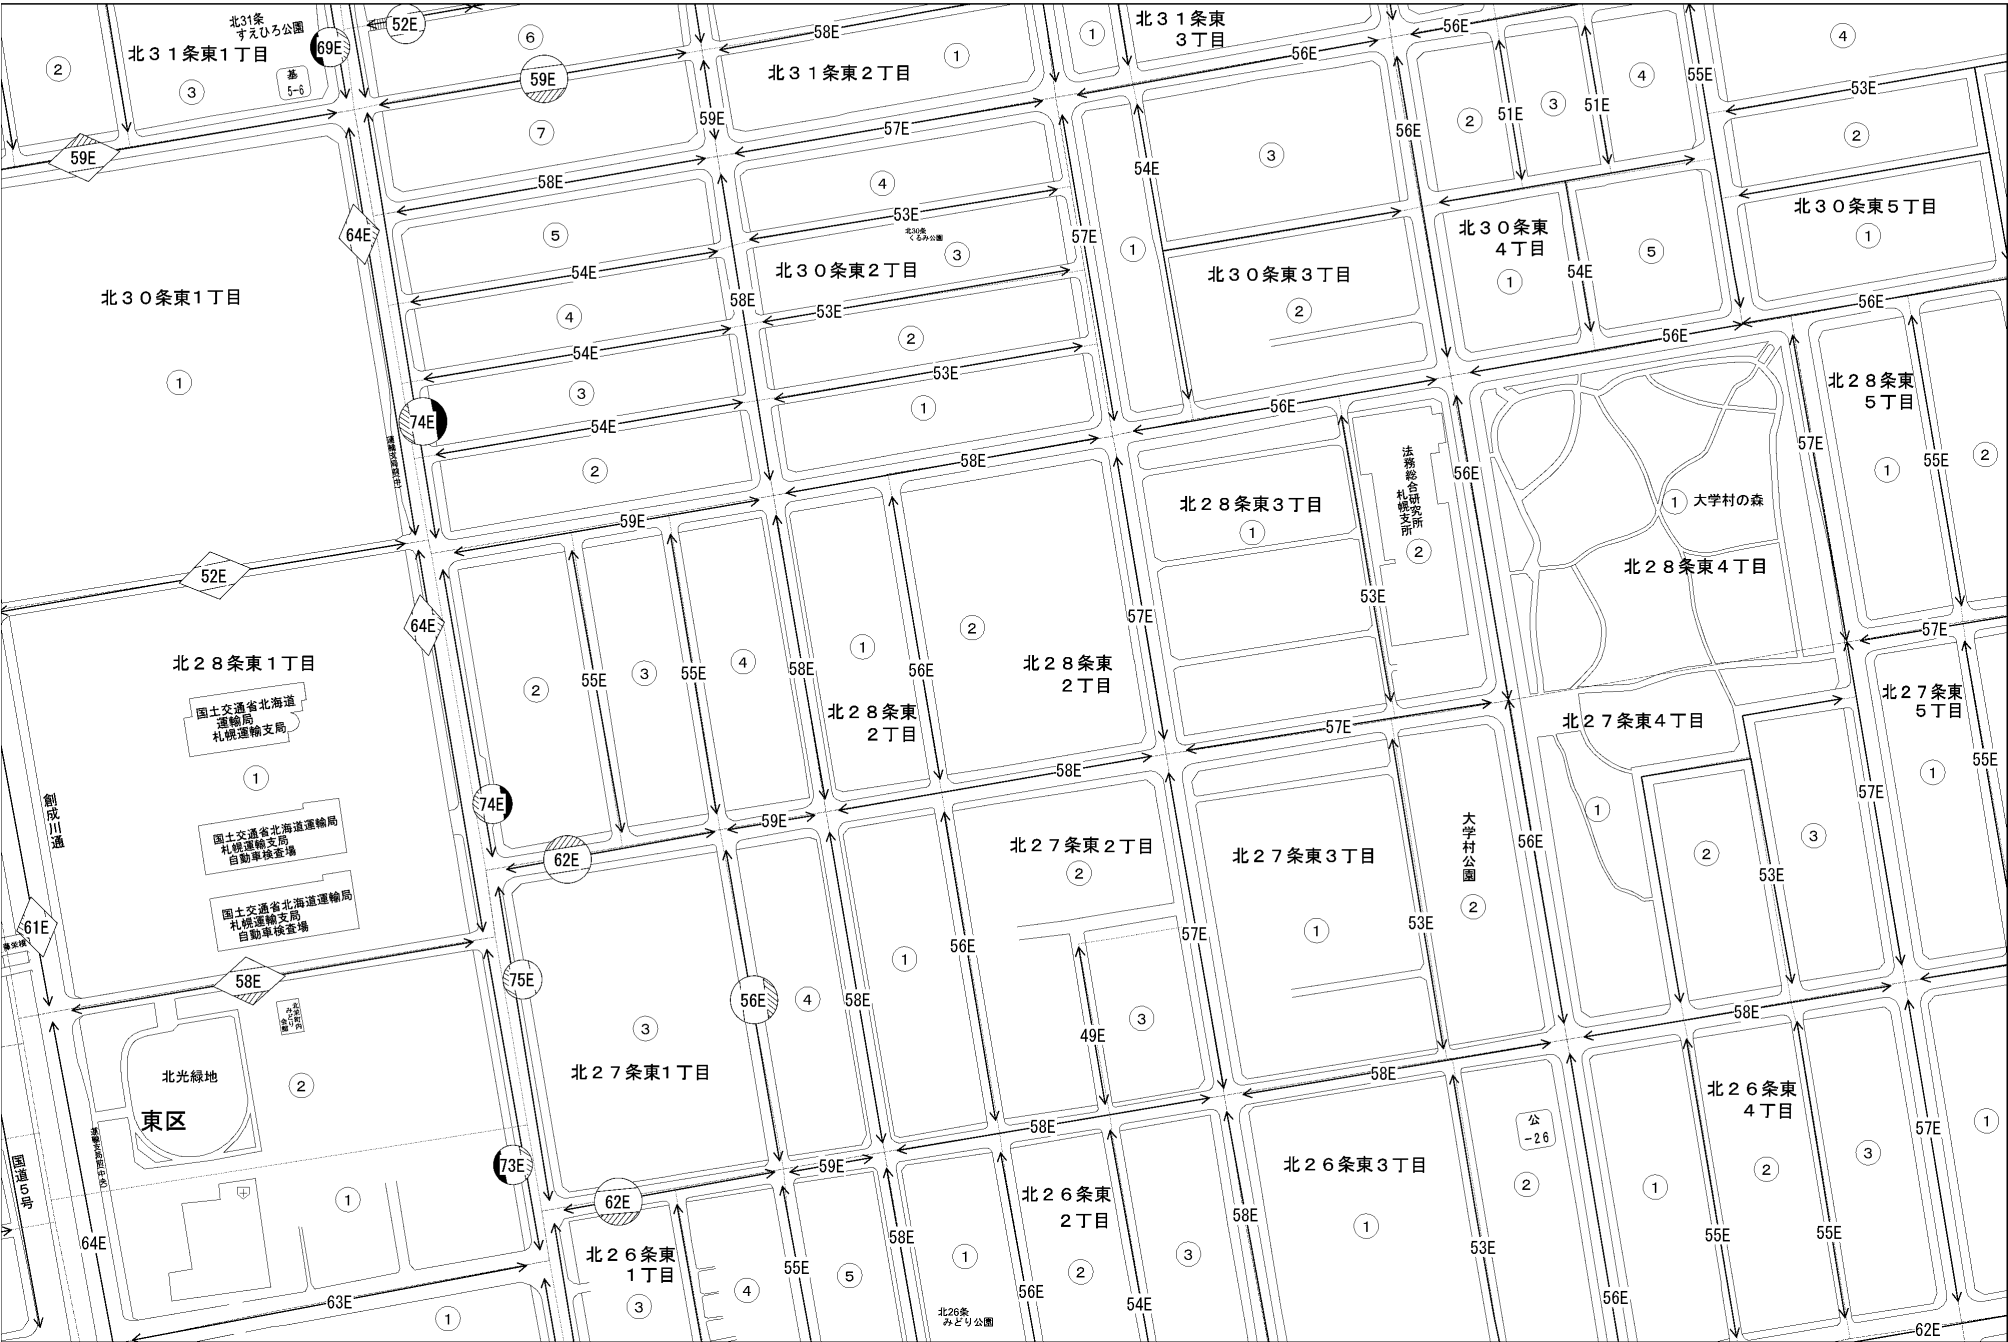 北31条
すえひろ公園
69E
52E
6
58E
1
北３１条東
３丁目
56E
4
2
北３１条東１丁目
3
基
5-6
59E
北３１条東２丁目
1
56E
55E
53E
59E
7
59E
57E
56E
2
51E
3
51E
4
2
64E
58E
4
54E
3
5
53E
北30条
くるみ公園
57E
1
北３０条東
４丁目
北３０条東５丁目
1
北３０条東１丁目
54E
58E
北３０条東２丁目
3
北３０条東３丁目
2
1
54E
5
4
53E
56E
56E
1
54E
2
3
53E
56E
北２８条東
５丁目
74E
運輸支局前(中)
54E
1
57E
2
58E
法務総合研究所
札幌支所
56E
1
55E
2
59E
北２８条東３丁目
1
2
1
大学村の森
52E
北２８条東４丁目
64E
2
57E
53E
57E
北２８条東１丁目
国土交通省北海道
運輸局
札幌運輸支局
1
2
55E
3
55E
4
58E
1
56E
北２８条東
２丁目
北２８条東
２丁目
57E
北２７条東４丁目
北２７条東
５丁目
創成川通
国土交通省北海道運輸局
札幌運輸支局
自動車検査場
74E
59E
58E
1
57E
1
55E
62E
北２７条東２丁目
2
北２７条東３丁目
大学村公園
56E
2
3
国土交通省北海道運輸局
札幌運輸支局
自動車検査場
61E
53E
2
58E
75E
56E
4
58E
1
56E
57E
1
53E
北栄町内
みどり
会館
3
49E
3
58E
北光緑地
2
東区
北２７条東１丁目
58E
北２６条東
４丁目
運輸支局前(中央)
国道５号
73E
59E
58E
公
-26
57E
1
1
62E
北２６条東
２丁目
北２６条東３丁目
2
1
2
3
64E
北２６条東
１丁目
58E
58E
63E
1
3
4
55E
5
1
56E
2
54E
3
1
53E
56E
55E
55E
北26条
みどり公園
62E